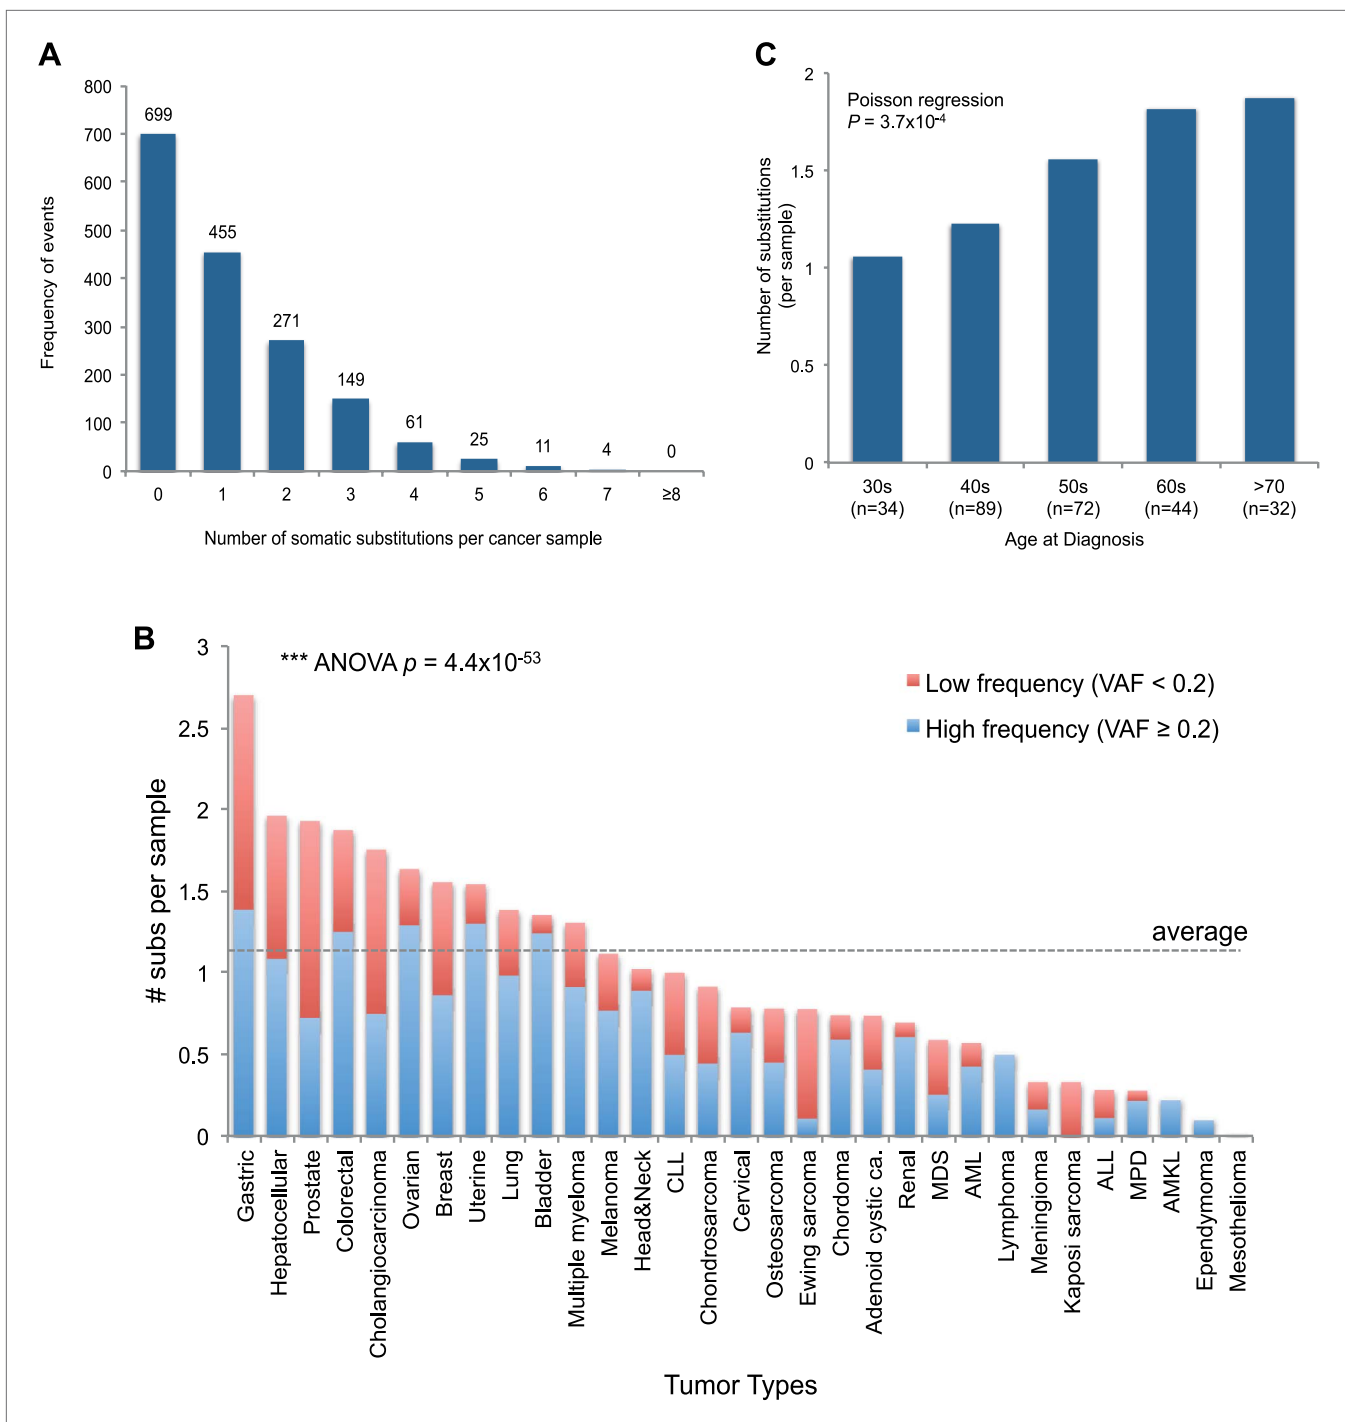 A
800
700
600
500
400
300
200
100
0
Frequency of events
699
455
271
149
61
25
11
4
0
0
1
2
3
4
5
6
7
≥8
Number of somatic substitutions per cancer sample
C
2
1.5
1
0.5
0
Number of substitutions
(per sample)
Poisson regression
P = 3.7x10-4
30s
(n=34)
40s
(n=89)
50s
(n=72)
60s
(n=44)
>70
(n=32)
Age at Diagnosis
B
3
2.5
2
1.5
1
0.5
0
# subs per sample
*** ANOVA p = 4.4x10-53
Low frequency (VAF < 0.2)
High frequency (VAF ≥ 0.2)
average
Gastric
Hepatocellular
Prostate
Colorectal
Cholangiocarcinoma
Ovarian
Breast
Uterine
Lung
Bladder
Multiple myeloma
Melanoma
Head&Neck
CLL
Chondrosarcoma
Cervical
Osteosarcoma
Ewing sarcoma
Chordoma
Adenoid cystic ca.
Renal
MDS
AML
Lymphoma
Meningioma
Kaposi sarcoma
ALL
MPD
AMKL
Ependymoma
Mesothelioma
Tumor Types